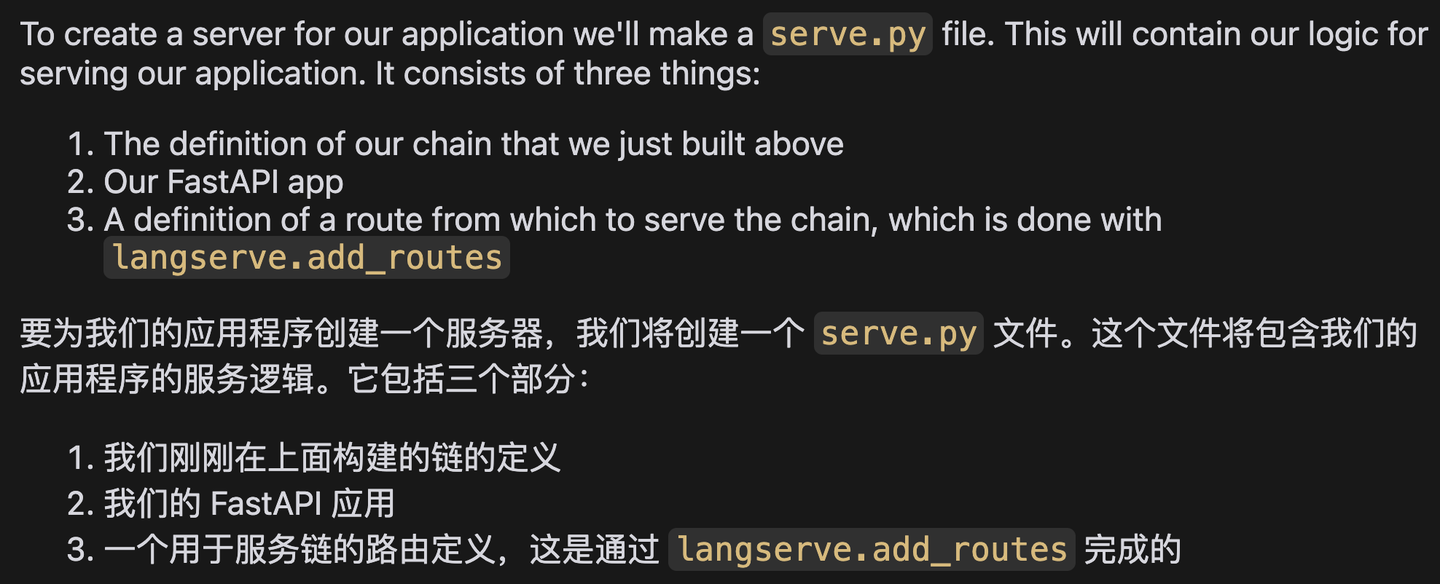 To create a server for our application we'll make a serve.py file. This will contain our logic for
serving our application. It consists of three things:
1. The definition of our chain that we just built above
2. Our FastAPI app
3. A definition of a route from which to serve the chain, which is done with
langserve.add_routes
要为我们的应用程序创建一个服务器，我们将创建一个 serve.py 文件。这个文件将包含我们的
应用程序的服务逻辑。它包括三个部分：
1. 我们刚刚在上面构建的链的定义
2. 我们的 FastAPI 应用
3. 一个用于服务链的路由定义，这是通过 langserve.add_routes 完成的